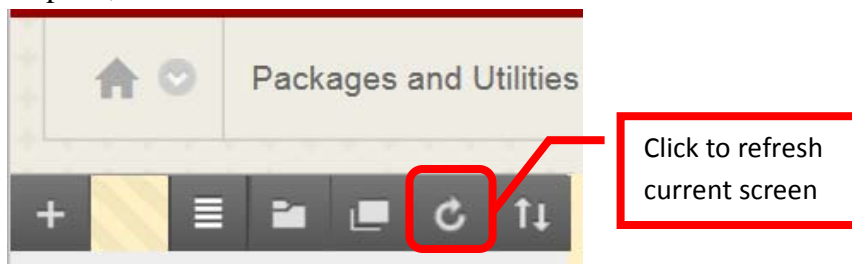 Packages and Utilities
Click to refresh
current screen